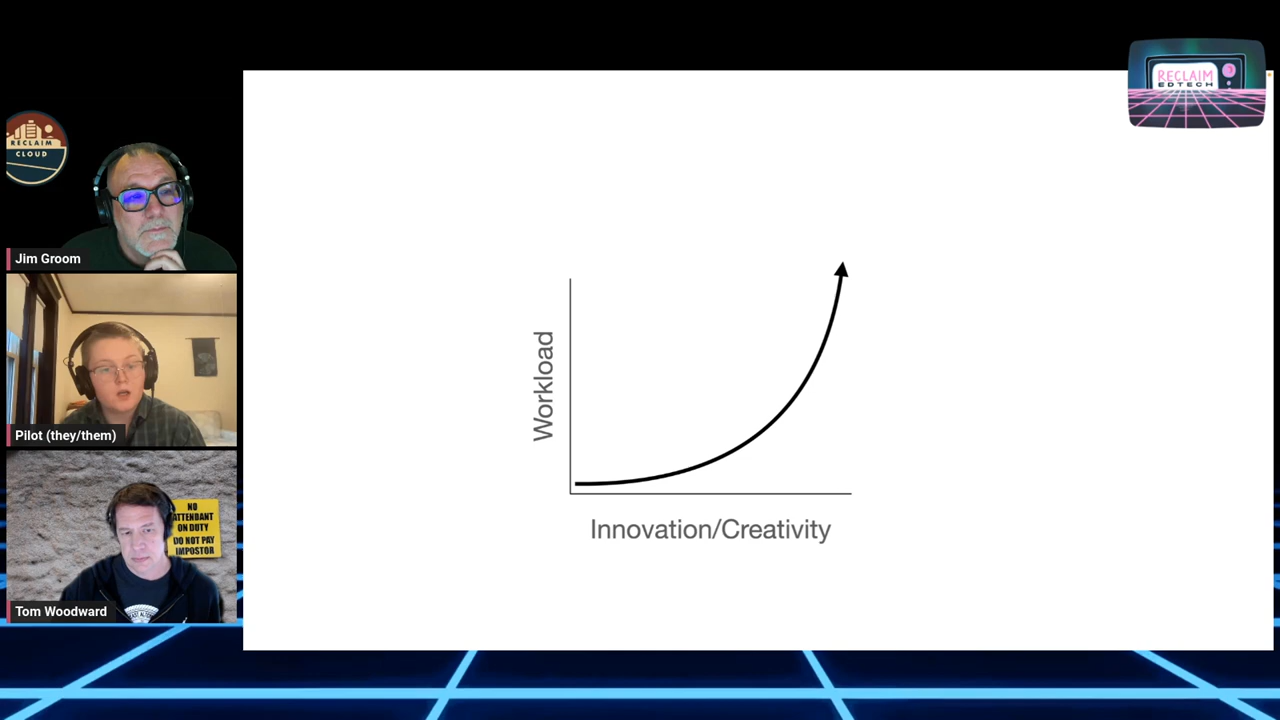 RECLAIM
EDTECH
RECLAIM
CLOUD
Jim Groom
Pilot (they/them)
NO
ATTENDANT
ON DUTY
DO NOT PAY
IMPOSTOR
Tom Woodward
Workload
Innovation/Creativity